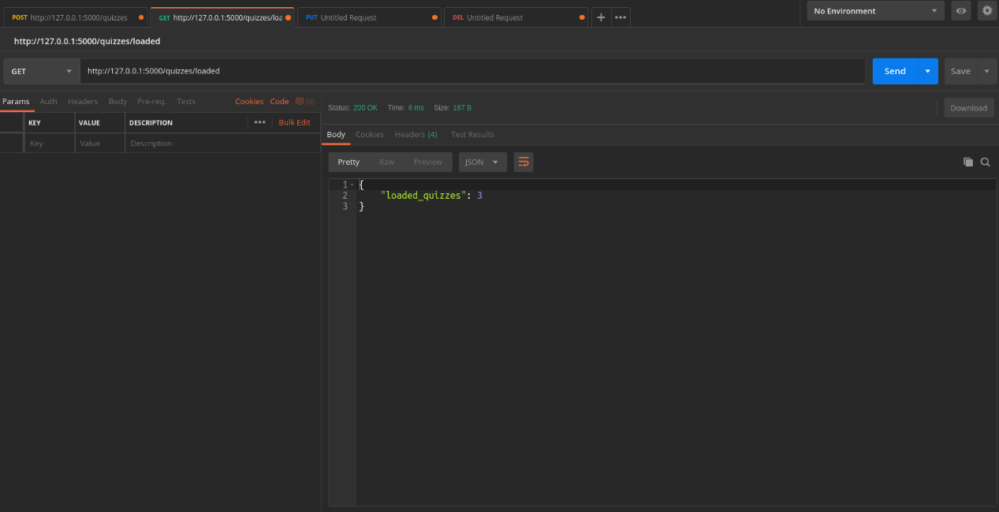 POST http://127.0.0.1:5000/quizzes GET http://127.0.0.1:5000/quizzes/loa PUT Untitled Request DEL Untitled Request + ••• No Environment
http://127.0.0.1:5000/quizzes/loaded
GET http://127.0.0.1:5000/quizzes/loaded Send Save
Params Auth Headers Body Pre-req. Tests Cookies Code (0)
Status: 200 OK Time: 6 ms Size: 167 B Download
KEY VALUE DESCRIPTION ••• Bulk Edit
Key Value Description
Body Cookies Headers (4) Test Results
Pretty Raw Preview JSON
1 {
2 "loaded_quizzes": 3
3 }